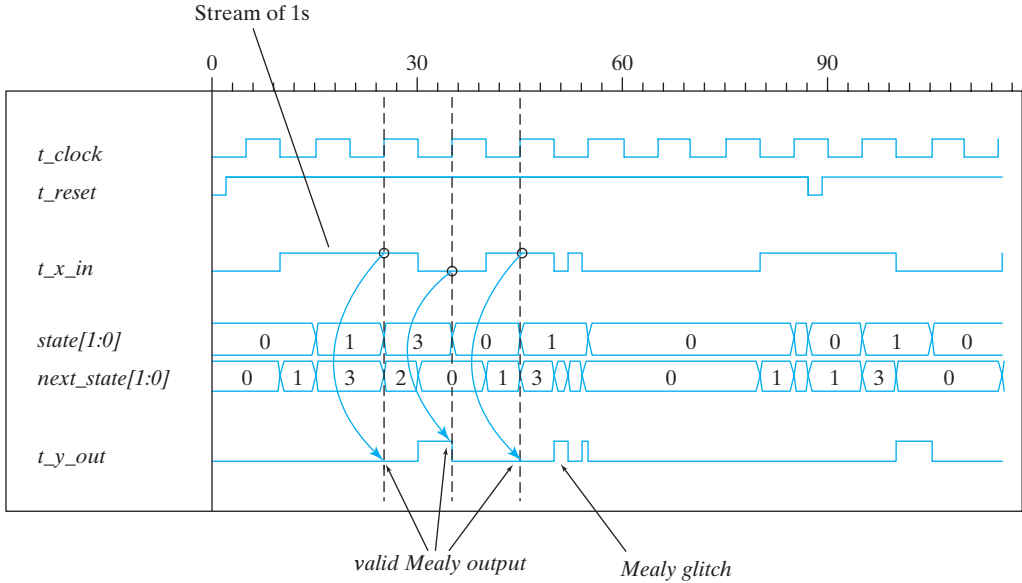 Stream of 1s
0 30 60 90
t_clock
t_reset
t_x_in
state[1:0] 0 1 3 0 1 0 0 1 0
next_state[1:0] 0 1 3 2 0 1 3 0 1 1 3 0
t_y_out
valid Mealy output
Mealy glitch